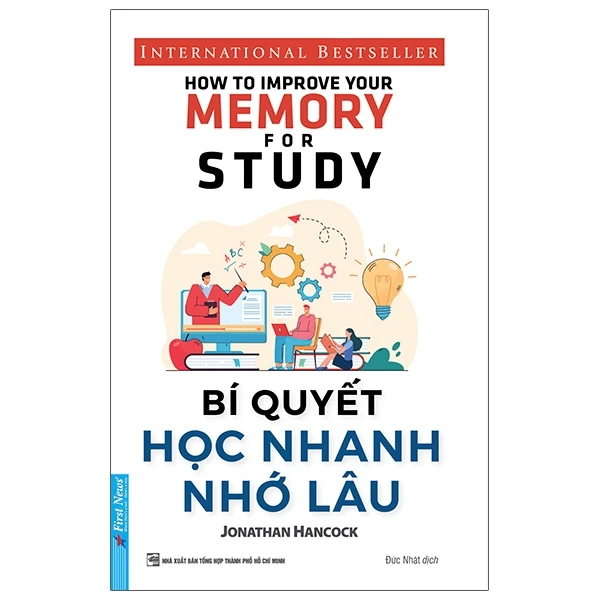 INTERNATIONAL BESTSELLER
HOW TO IMPROVE YOUR
MEMORY
FOR
STUDY
ABC
BÍ QUYẾT
HỌC NHANH
NHỚ LÂU
JONATHAN HANCOCK
First News
NHÀ XUẤT BẢN TỔNG HỢP THÀNH PHỐ HỒ CHÍ MINH
Đức Nhật dịch